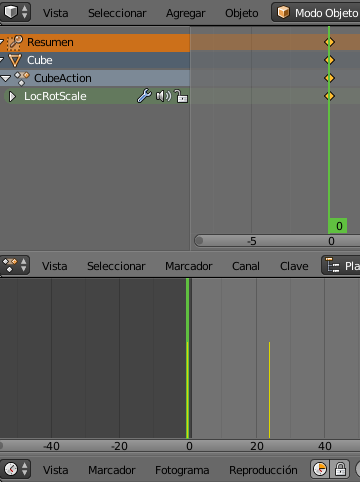 Vista Seleccionar Agregar Objeto Modo Objeto
Resumen
Cube
CubeAction
LocRotScale
0
-5 0
Vista Seleccionar Marcador Canal Clave Pla
-40 -20 0 20 40
Vista Marcador Fotograma Reproducción